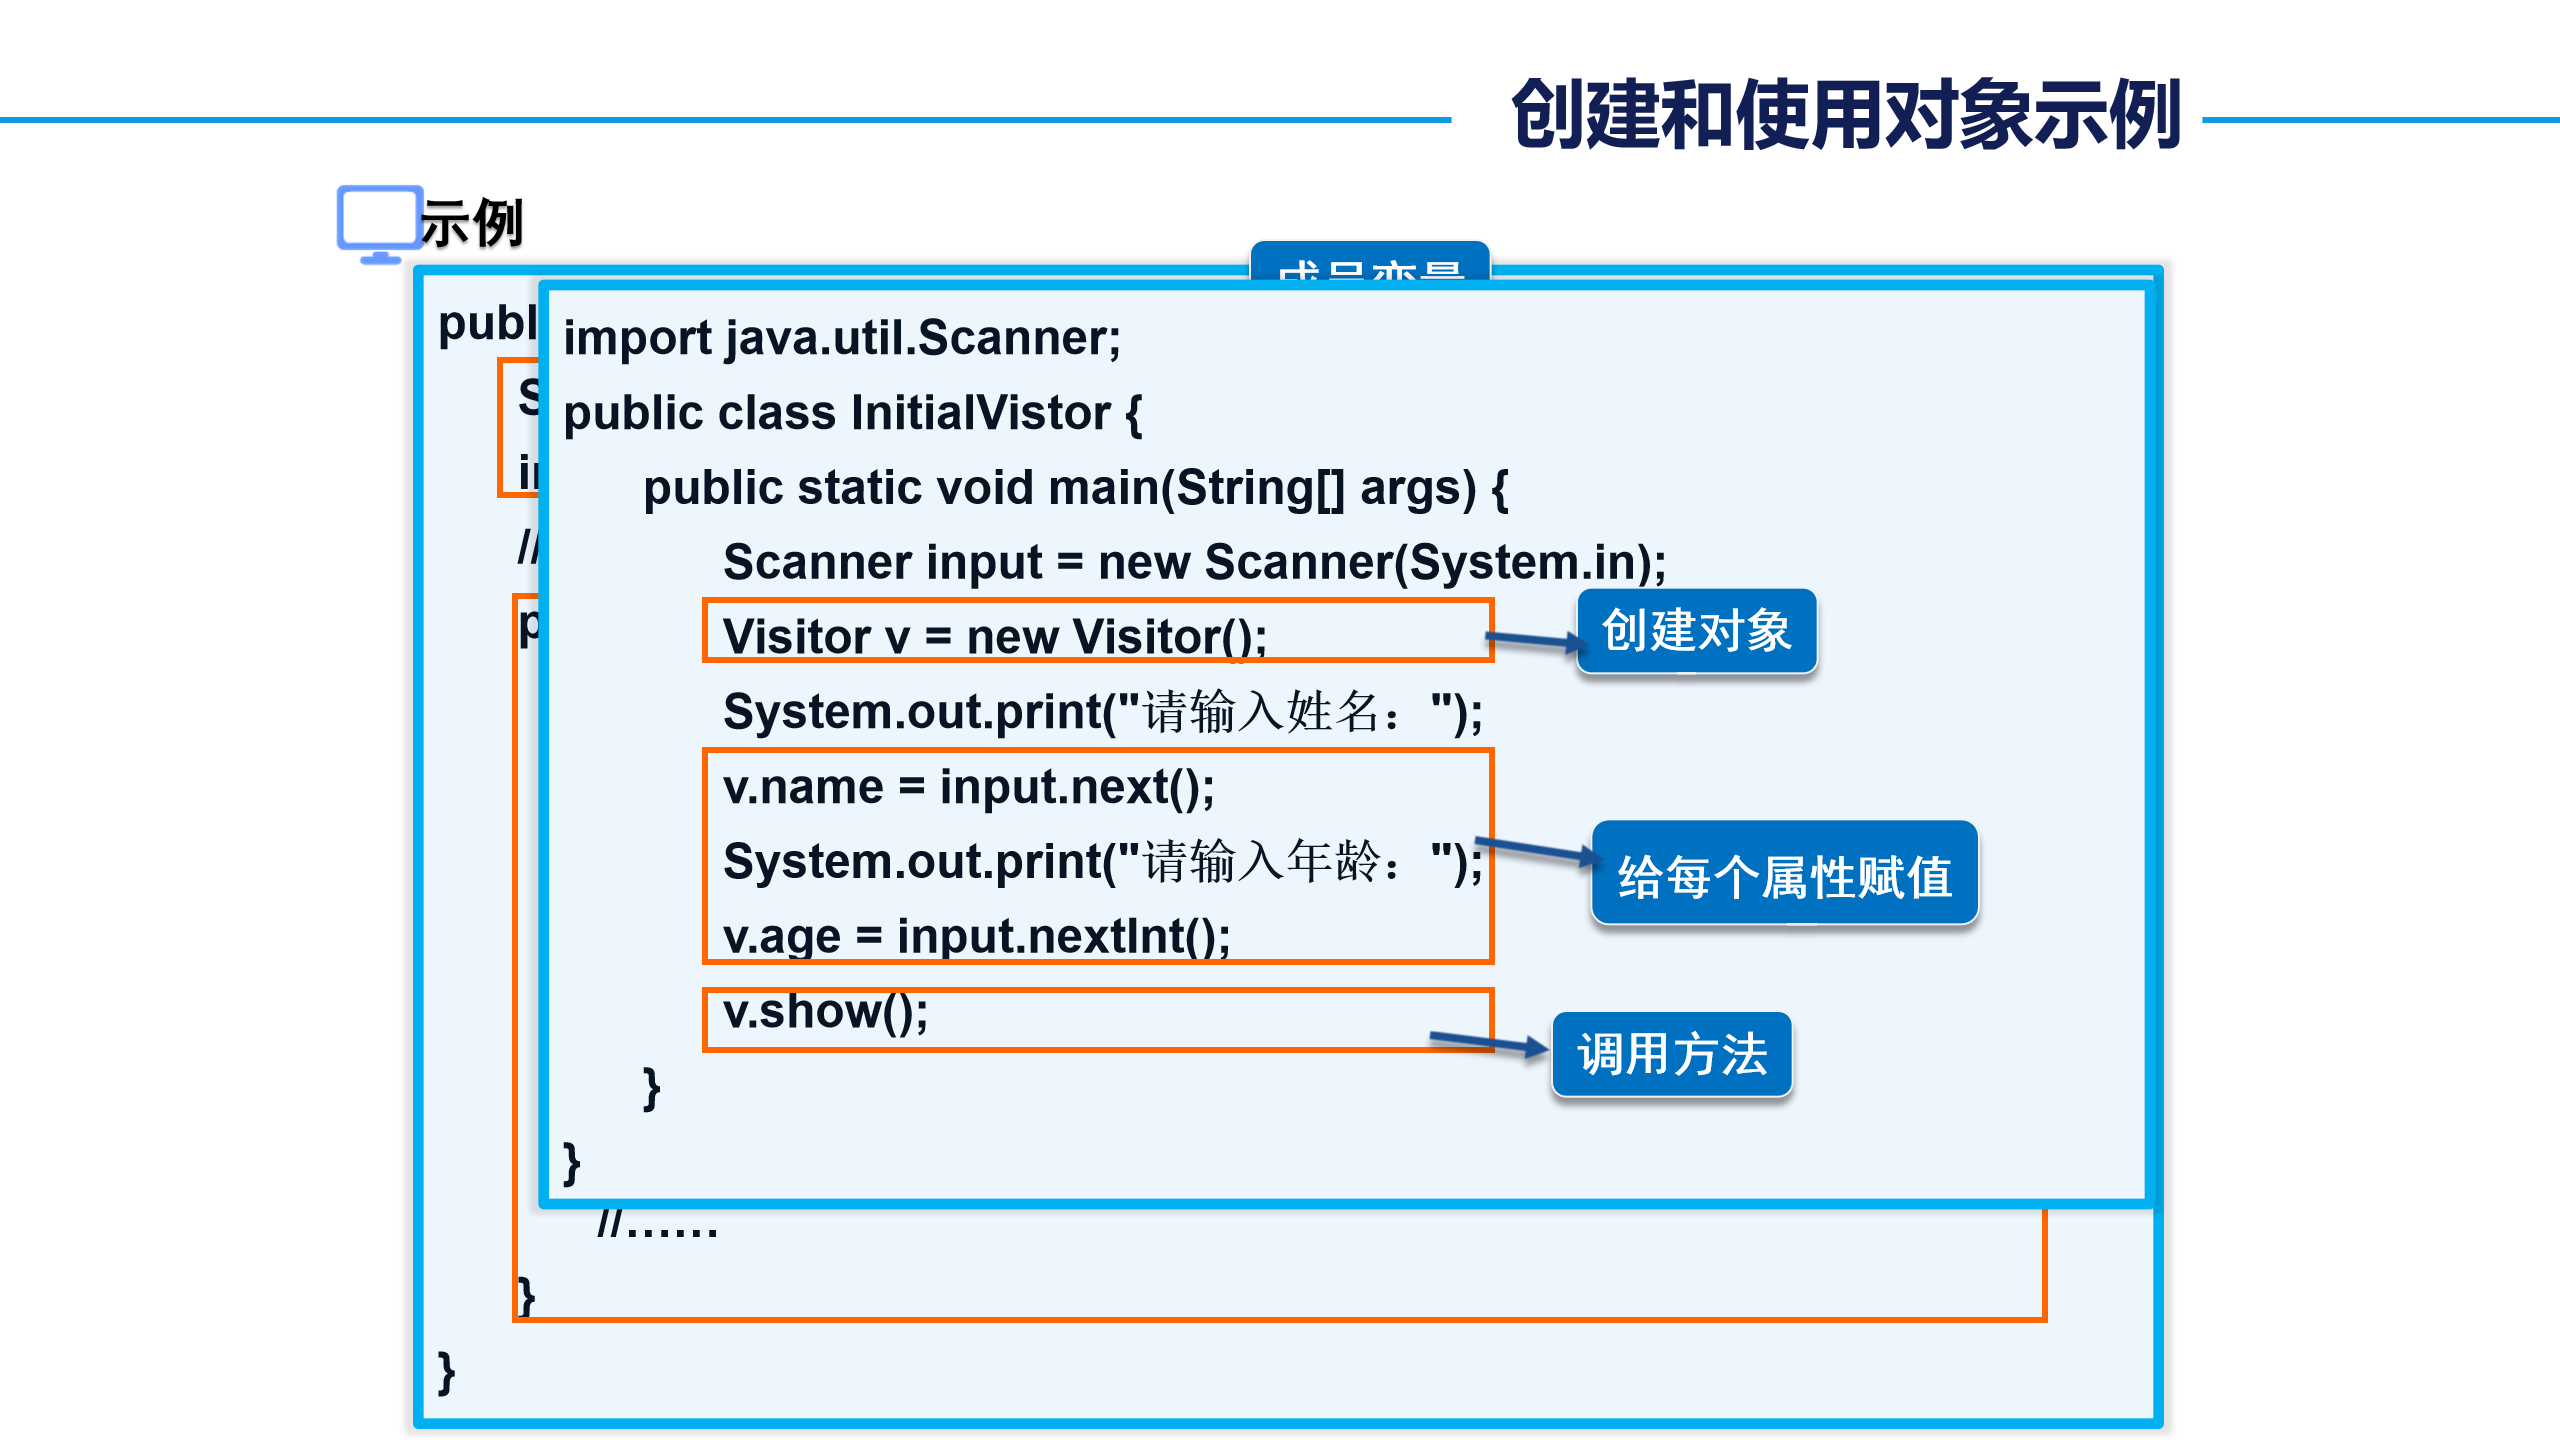 创建和使用对象示例
示例
成员变量
publ
import java.util.Scanner;
public class InitialVistor {
public static void main(String[] args) {
Scanner input = new Scanner(System.in);
Visitor v = new Visitor();
创建对象
System.out.print("请输入姓名：");
v.name = input.next();
System.out.print("请输入年龄：");
给每个属性赋值
v.age = input.nextInt();
v.show();
调用方法
}
}
//……
}
}